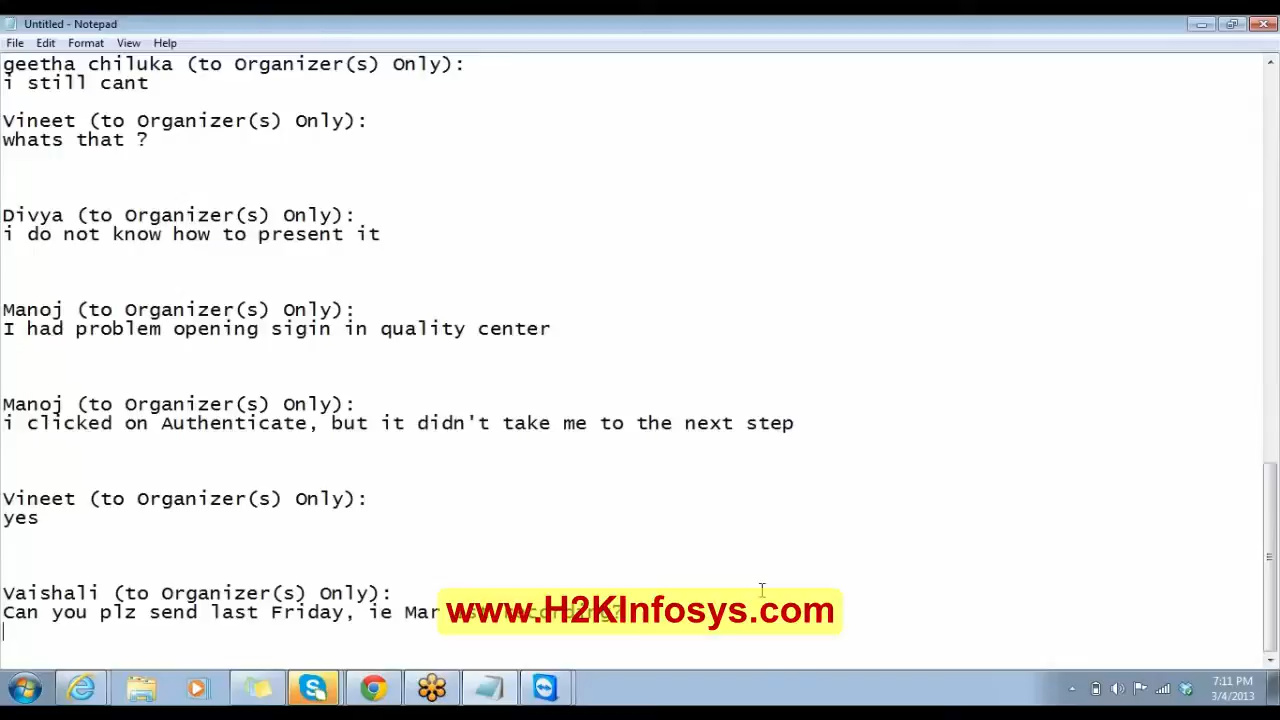 Untitled - Notepad
File Edit Format View Help
geetha chiluka (to Organizer(s) Only):
i still cant
Vineet (to Organizer(s) Only):
whats that ?
Divya (to Organizer(s) Only):
i do not know how to present it
Manoj (to Organizer(s) Only):
I had problem opening sigin in quality center
Manoj (to Organizer(s) Only):
i clicked on Authenticate, but it didn't take me to the next step
Vineet (to Organizer(s) Only):
yes
Vaishali (to Organizer(s) Only):
Can you plz send last Friday, ie Mar 1st recording?
www.H2KInfosys.com
7:11 PM
3/4/2013